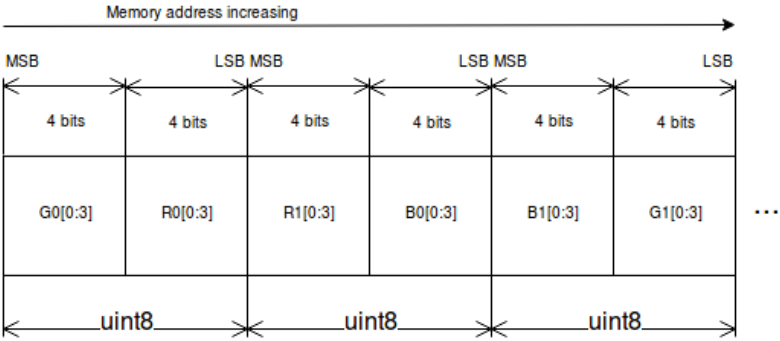 Memory address increasing
MSB LSB MSB LSB MSB LSB
4 bits 4 bits 4 bits 4 bits 4 bits 4 bits
G0[0:3] R0[0:3] R1[0:3] B0[0:3] B1[0:3] G1[0:3] ...
uint8 uint8 uint8